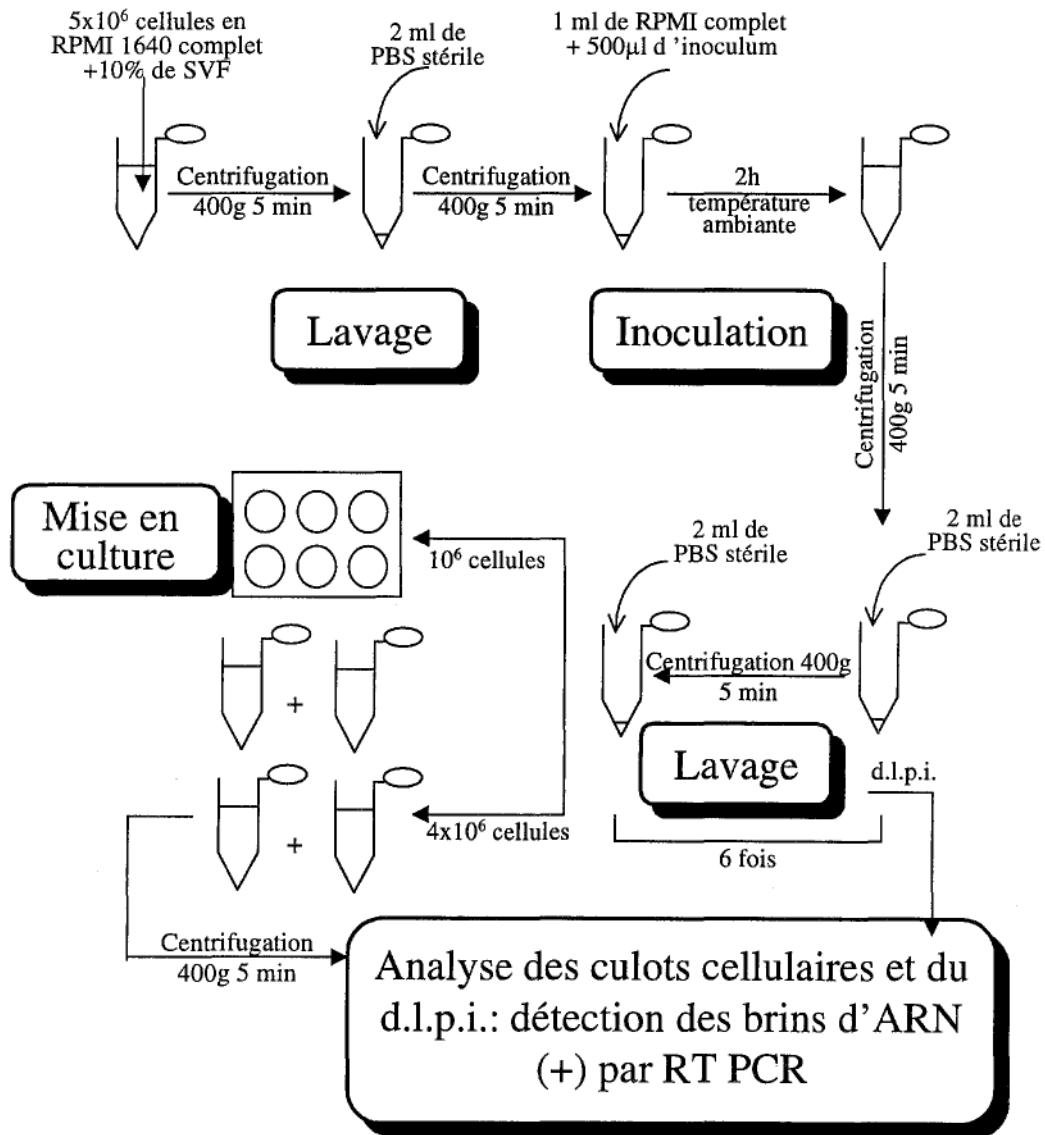 5x10⁶ cellules en
RPMI 1640 complet
+10% de SVF
2 ml de
PBS stérile
1 ml de RPMI complet
+ 500µl d ’inoculum
Centrifugation
400g 5 min
Centrifugation
400g 5 min
2h
température
ambiante
Lavage
Inoculation
Centrifugation
400g 5 min
Mise en
culture
10⁶ cellules
2 ml de
PBS stérile
2 ml de
PBS stérile
Centrifugation 400g
5 min
+
Lavage
d.l.p.i.
+
4x10⁶ cellules
6 fois
Centrifugation
400g 5 min
Analyse des culots cellulaires et du
d.l.p.i.: détection des brins d’ARN
(+) par RT PCR